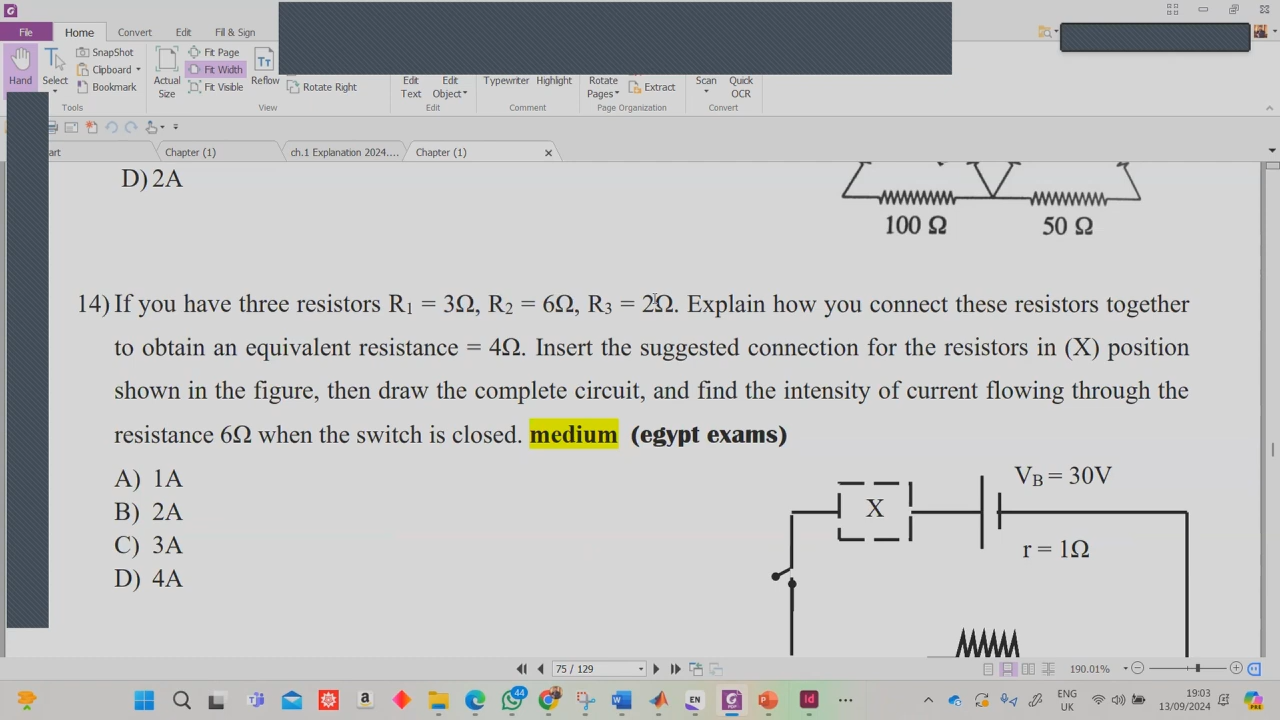 File Home Convert Edit Fill & Sign
Hand
Select
SnapShot
Clipboard
Bookmark
Tools
Actual Size
Fit Page
Fit Width
Fit Visible
Reflow
Rotate Right
View
Edit Text
Edit Object
Edit
Typewriter
Highlight
Comment
Rotate Pages
Extract
Page Organization
Scan
Quick OCR
Convert
art
Chapter (1)
ch.1 Explanation 2024....
Chapter (1)
D) 2A
100 Ω 50 Ω
14) If you have three resistors R₁ = 3Ω, R₂ = 6Ω, R₃ = 2Ω. Explain how you connect these resistors together
to obtain an equivalent resistance = 4Ω. Insert the suggested connection for the resistors in (X) position
shown in the figure, then draw the complete circuit, and find the intensity of current flowing through the
resistance 6Ω when the switch is closed. medium (egypt exams)
A) 1A
B) 2A
C) 3A
D) 4A
X
V_B = 30V
r = 1Ω
75 / 129
190.01%
44
EN
Id
ENG
UK
19:03
13/09/2024